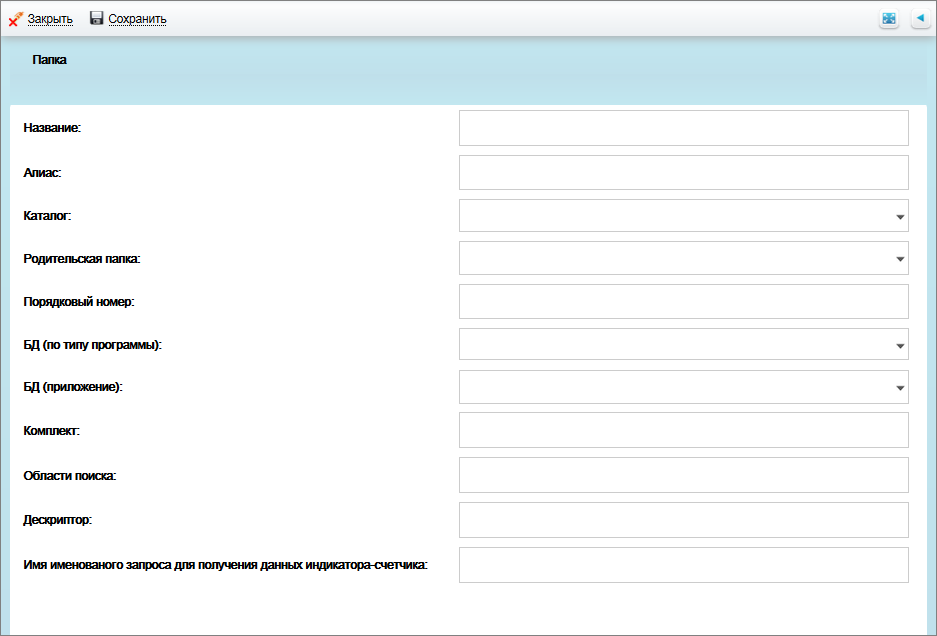 Закрыть Сохранить
Папка
Название:
Алиас:
Каталог:
Родительская папка:
Порядковый номер:
БД (по типу программы):
БД (приложение):
Комплект:
Области поиска:
Дескриптор:
Имя именованого запроса для получения данных индикатора-счетчика: